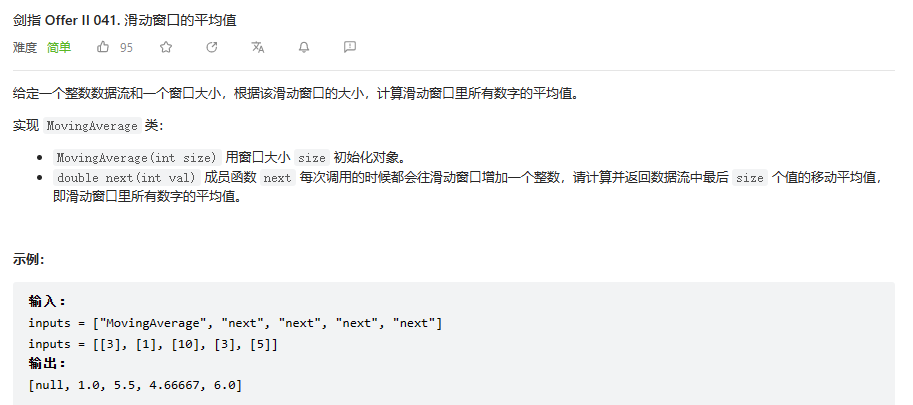 剑指 Offer II 041. 滑动窗口的平均值
难度 简单 95
给定一个整数数据流和一个窗口大小，根据该滑动窗口的大小，计算滑动窗口里所有数字的平均值。
实现 MovingAverage 类：
MovingAverage(int size) 用窗口大小 size 初始化对象。
double next(int val) 成员函数 next 每次调用的时候都会往滑动窗口增加一个整数，请计算并返回数据流中最后 size 个值的移动平均值，
即滑动窗口里所有数字的平均值。
示例：
输入：
inputs = ["MovingAverage", "next", "next", "next", "next"]
inputs = [[3], [1], [10], [3], [5]]
输出：
[null, 1.0, 5.5, 4.66667, 6.0]